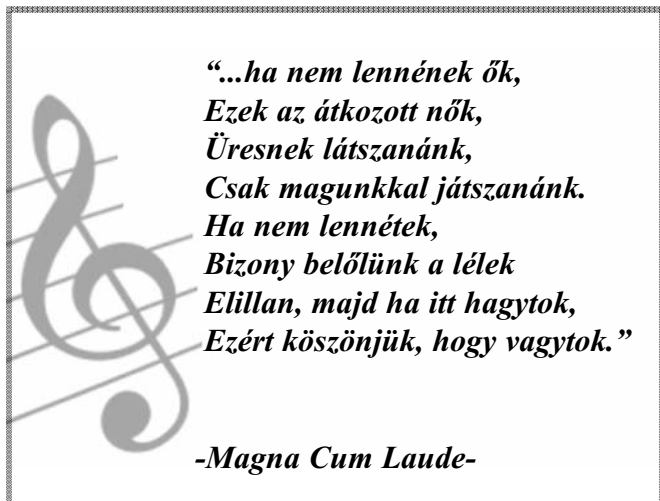 “...ha nem lennének ők,
Ezek az átkozott nők,
Üresnek látszanánk,
Csak magunkkal játszanánk.
Ha nem lennétek,
Bizony belőlünk a lélek
Elillan, majd ha itt hagytok,
Ezért köszönjük, hogy vagytok.”
-Magna Cum Laude-